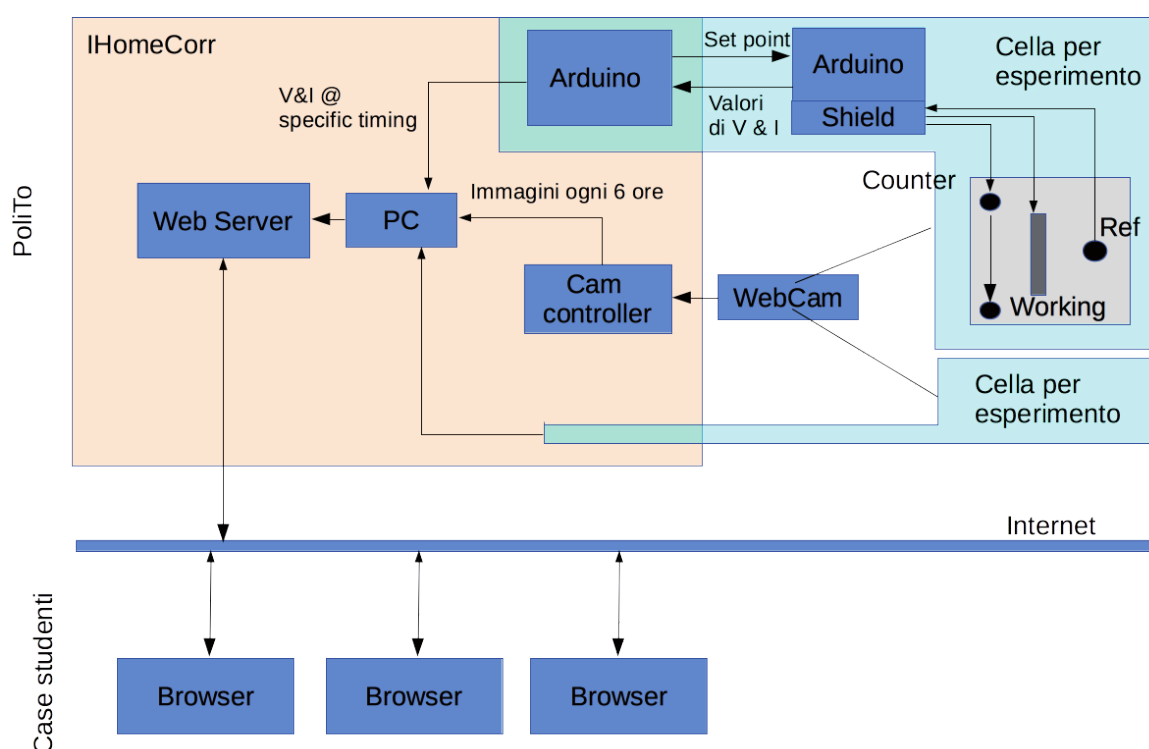 IHomeCorr
Arduino
Set point
Arduino
Shield
Cella per
esperimento
V&I @
specific timing
Valori
di V & I
Immagini ogni 6 ore
Counter
Web Server
PC
Ref
PoliTo
Cam
controller
WebCam
Working
Cella per
esperimento
Internet
Case studenti
Browser
Browser
Browser